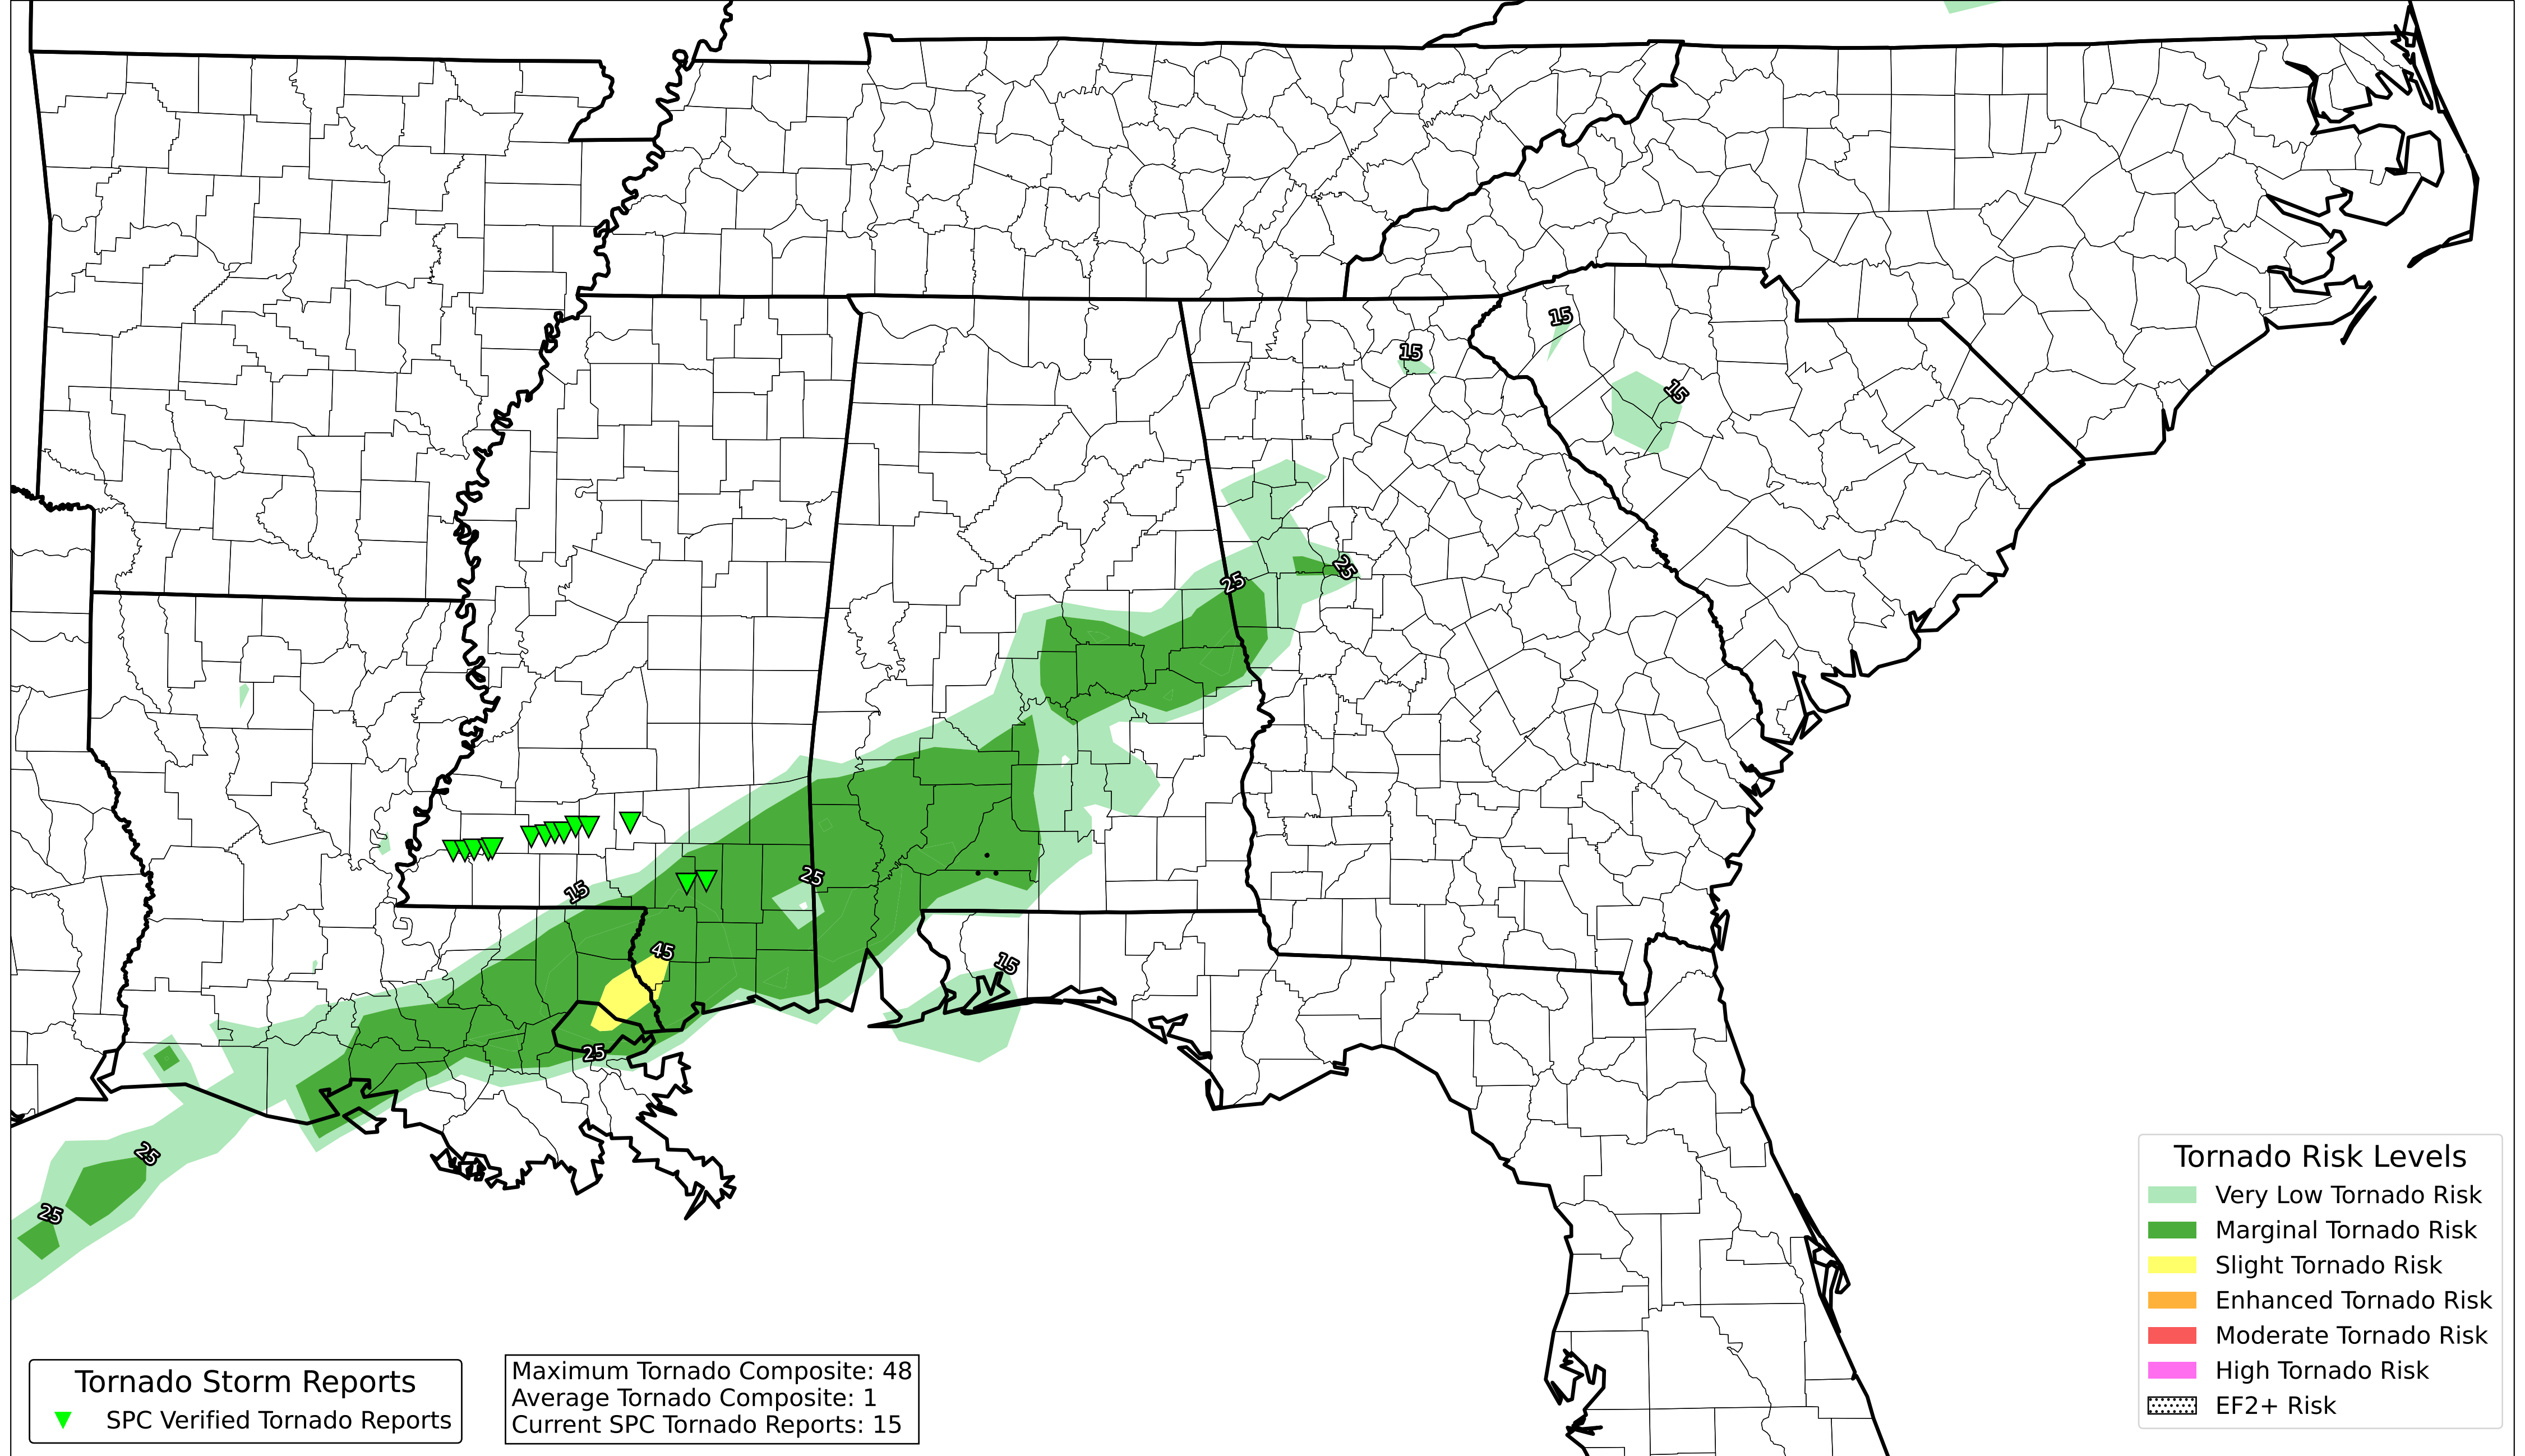 15
15
15
25
25
25
15
45
15
25
25
25
Tornado Risk Levels
Very Low Tornado Risk
Marginal Tornado Risk
Slight Tornado Risk
Enhanced Tornado Risk
Moderate Tornado Risk
High Tornado Risk
EF2+ Risk
Tornado Storm Reports
SPC Verified Tornado Reports
Maximum Tornado Composite: 48
Average Tornado Composite: 1
Current SPC Tornado Reports: 15